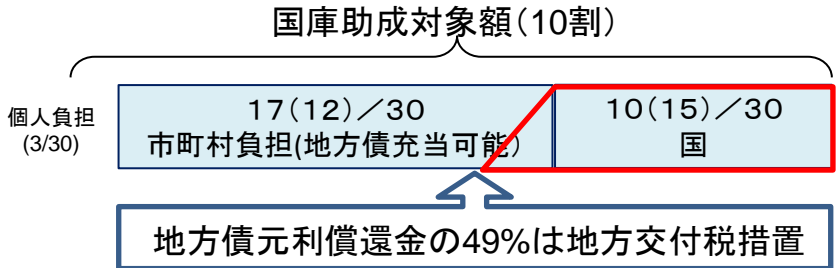 国庫助成対象額（10割）
個人負担
(3/30)
17（12）／30
市町村負担(地方債充当可能）
10（15）／30
国
地方債元利償還金の49%は地方交付税措置